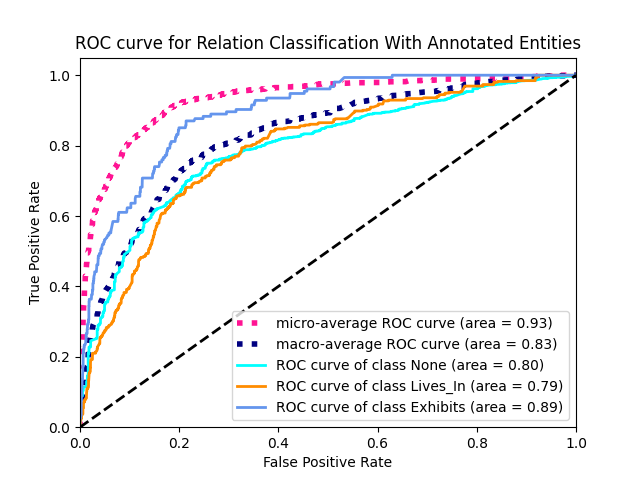 ROC curve for Relation Classification With Annotated Entities
True Positive Rate
1.0
0.8
0.6
0.4
0.2
0.0
0.0 0.2 0.4 0.6 0.8 1.0
False Positive Rate
micro-average ROC curve (area = 0.93)
macro-average ROC curve (area = 0.83)
ROC curve of class None (area = 0.80)
ROC curve of class Lives_In (area = 0.79)
ROC curve of class Exhibits (area = 0.89)